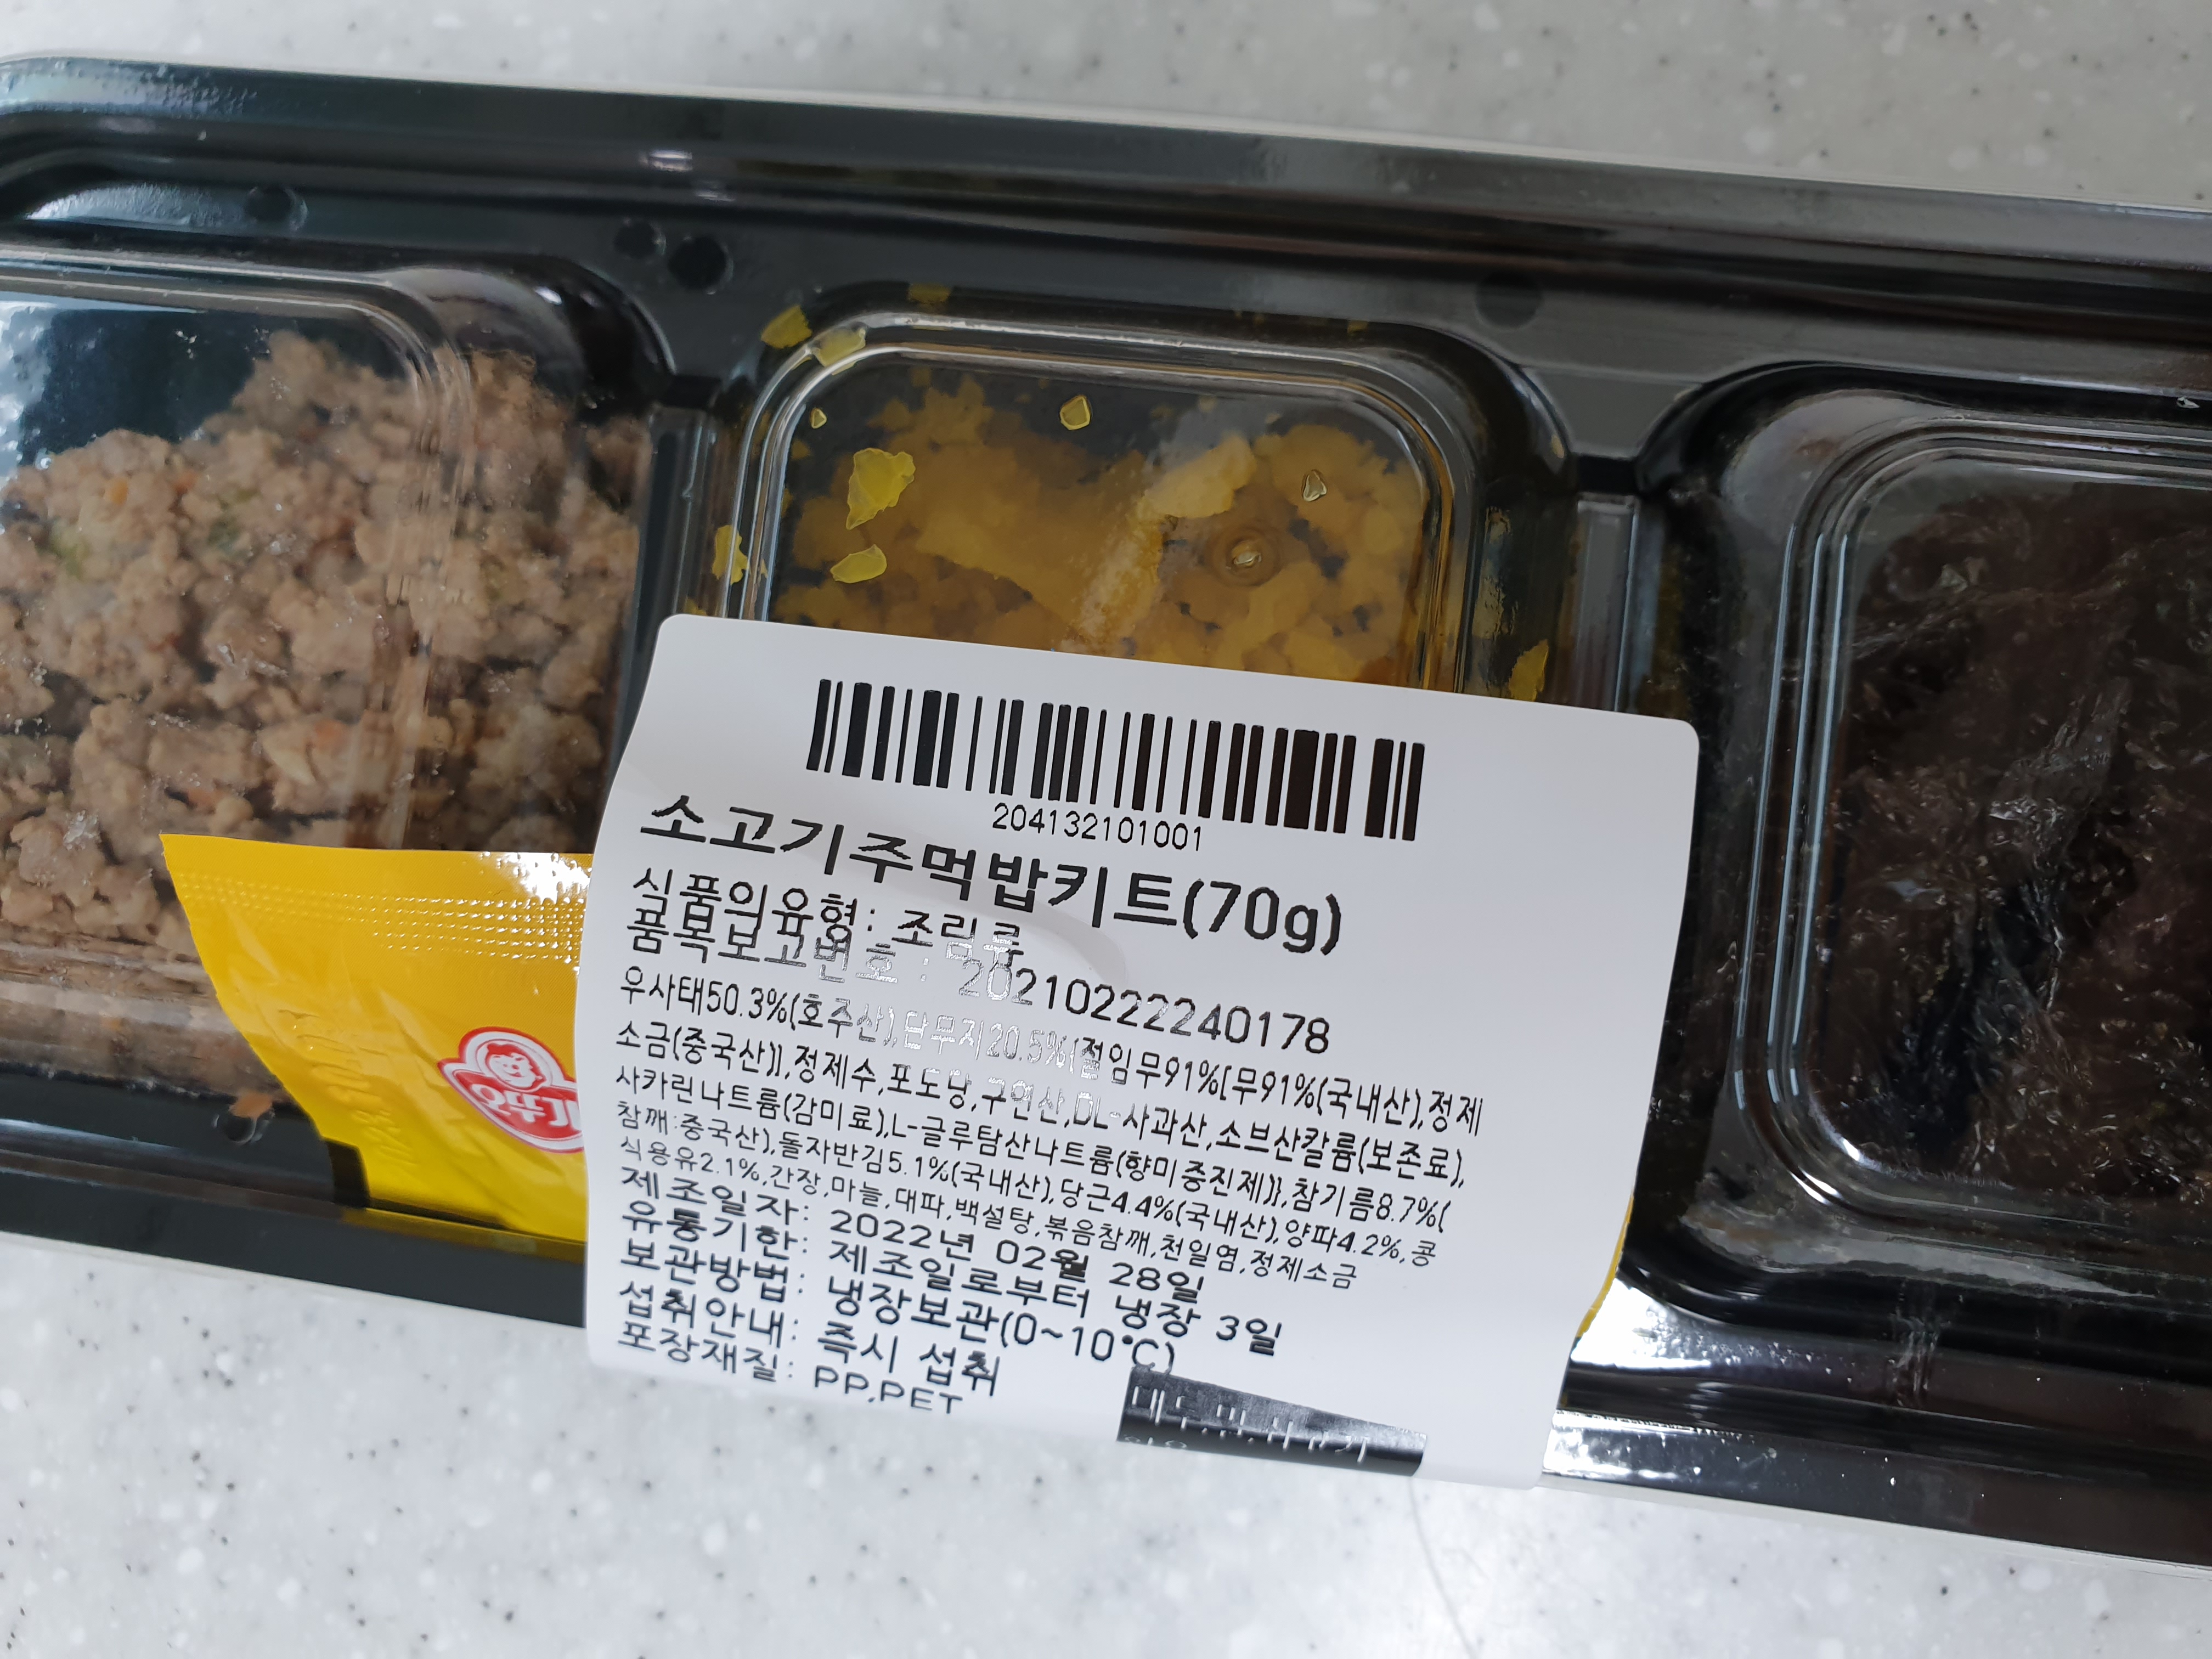 204132101001
소고기주먹밥키트(70g)
식품의유형: 조림류
품목보고번호 : 20210222240178
우사태50.3%(호주산),단무지20.5%{절임무91%[무91%(국내산),정제
소금(중국산)],정제수,포도당,구연산,DL-사과산,소브산칼륨(보존료),
사카린나트륨(감미료),L-글루탐산나트륨(향미증진제)},참기름8.7%(
참깨:중국산),돌자반김5.1%(국내산),당근4.4%(국내산),양파4.2%,콩
식용유2.1%,간장,마늘,대파,백설탕,볶음참깨,천일염,정제소금
제조일자: 2022년 02월 28일
유통기한: 제조일로부터 냉장 3일
보관방법: 냉장보관(0~10℃)
섭취안내: 즉시 섭취
포장재질: PP,PET
오뚜기